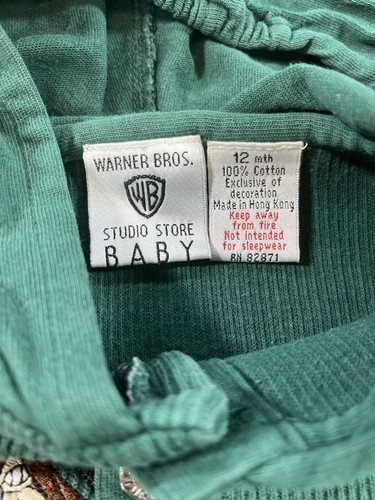 WARNER BROS.
WB
STUDIO STORE
BABY
12 mth
100% Cotton
Exclusive of
decoration
Made in Hong Kong
Keep away
from fire
Not intended
for sleepwear
RN 82871